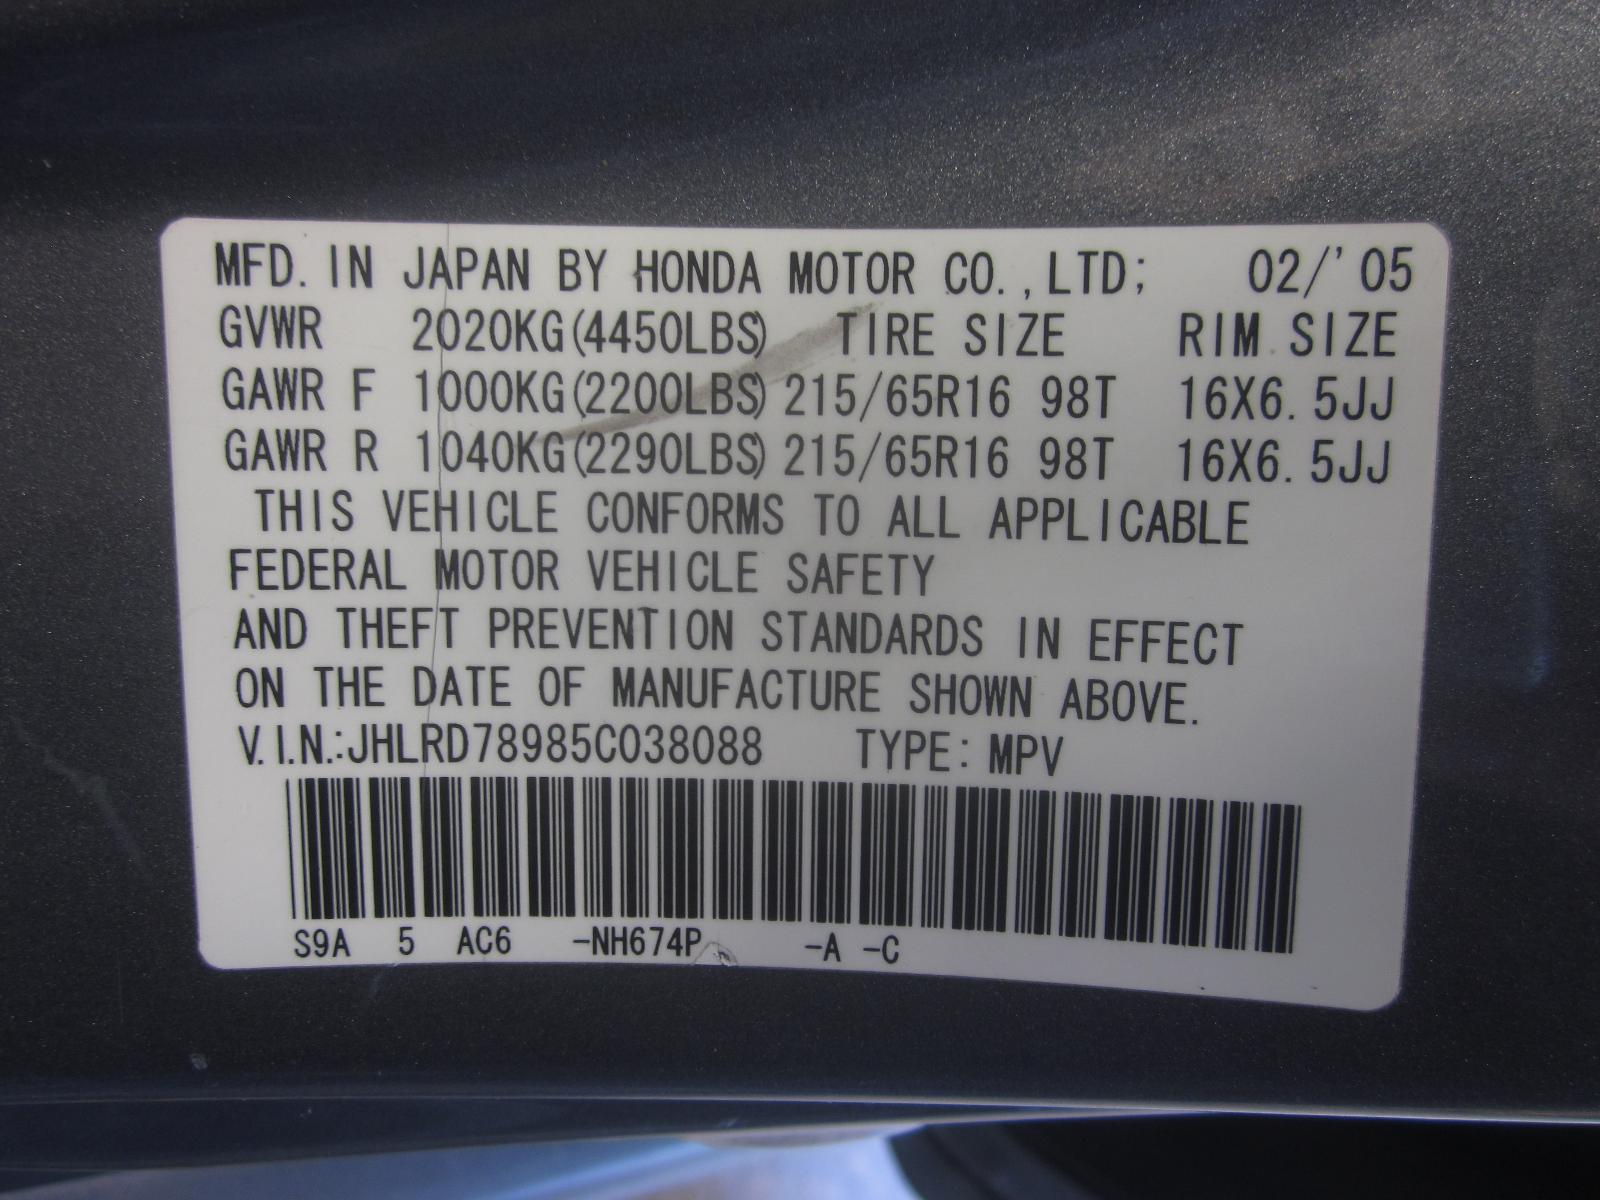 MFD. IN JAPAN BY HONDA MOTOR CO., LTD; 02/'05
GVWR 2020KG(4450LBS) TIRE SIZE RIM SIZE
GAWR F 1000KG(2200LBS) 215/65R16 98T 16X6.5JJ
GAWR R 1040KG(2290LBS) 215/65R16 98T 16X6.5JJ
THIS VEHICLE CONFORMS TO ALL APPLICABLE
FEDERAL MOTOR VEHICLE SAFETY
AND THEFT PREVENTION STANDARDS IN EFFECT
ON THE DATE OF MANUFACTURE SHOWN ABOVE.
V.I.N.:JHLRD78985C038088 TYPE: MPV
S9A 5 AC6 -NH674P -A -C